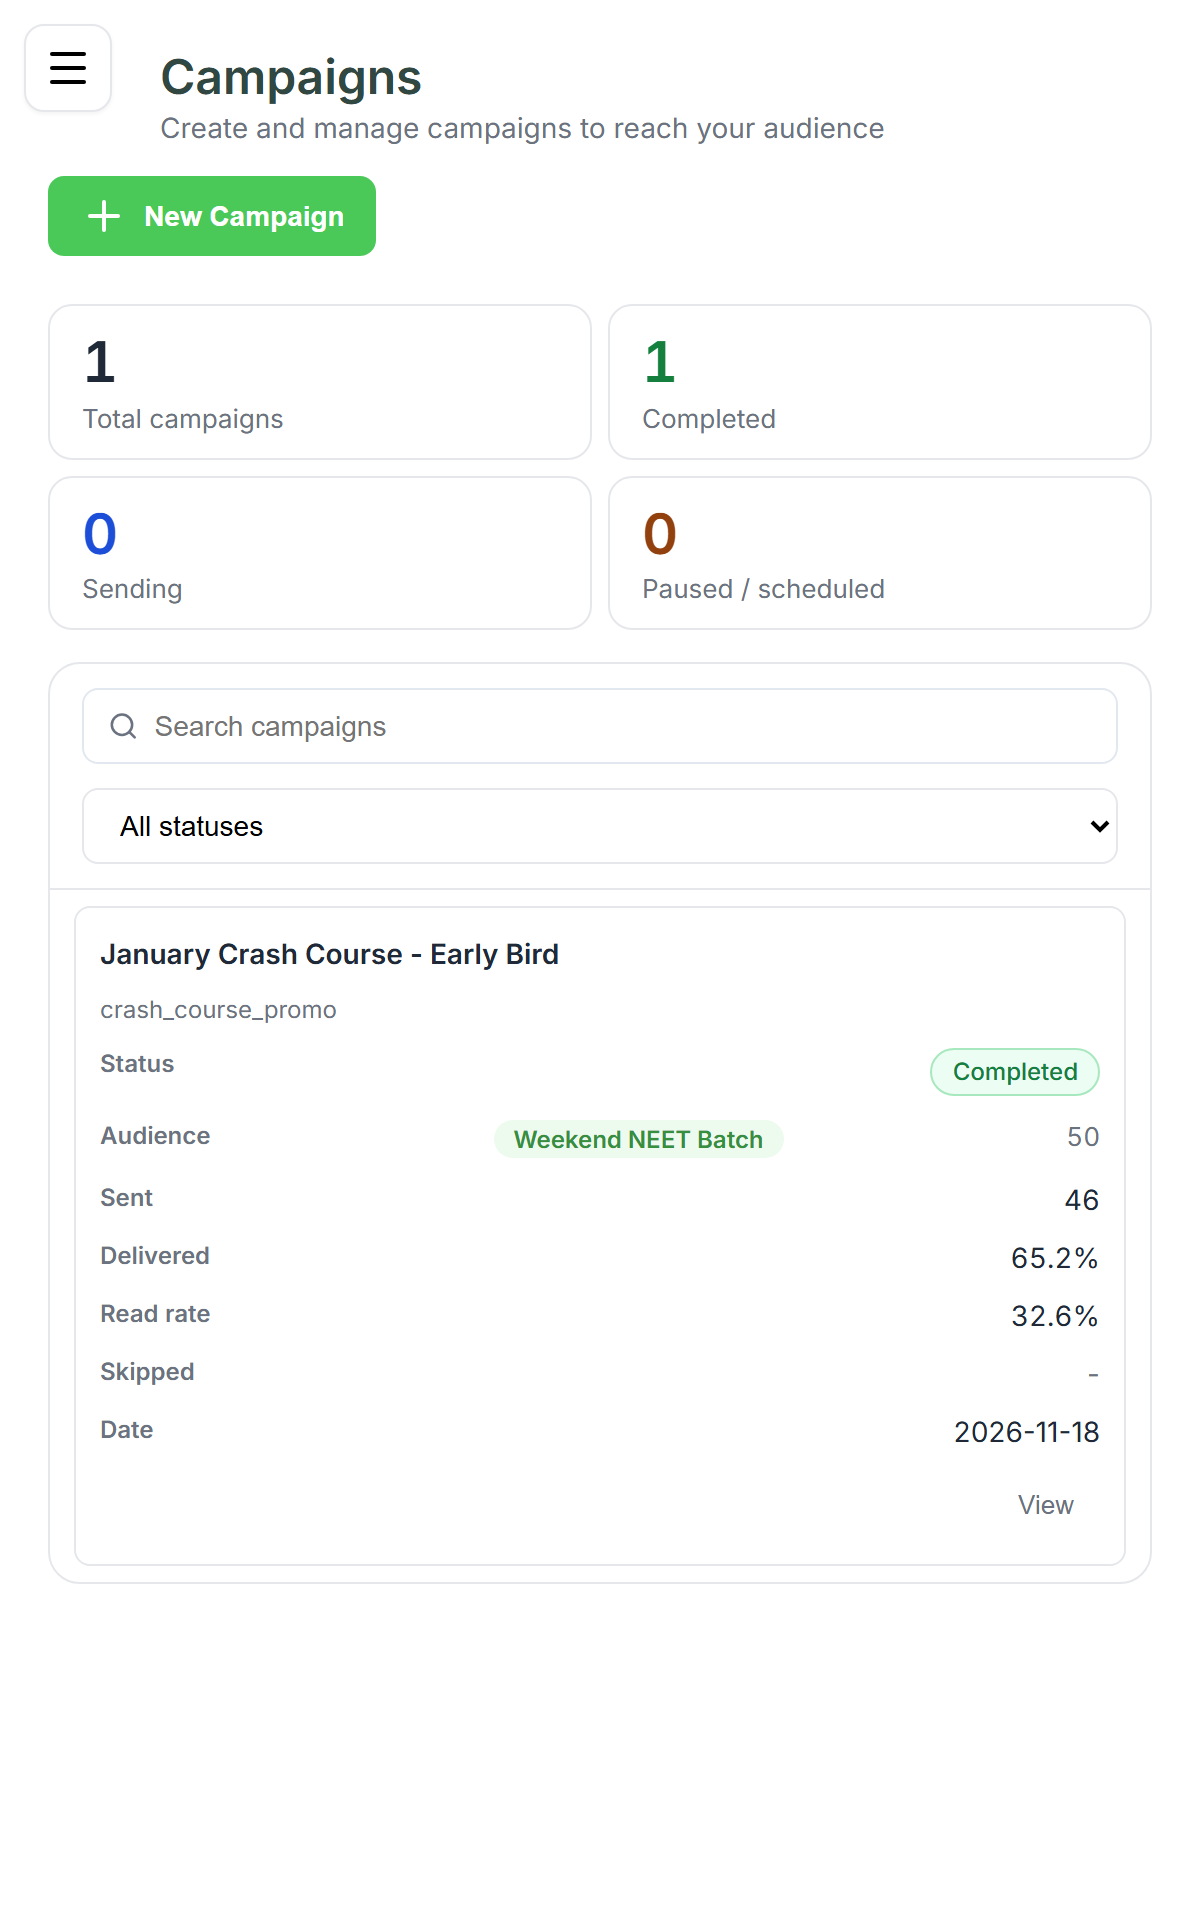 Campaigns
Create and manage campaigns to reach your audience
New Campaign
1
Total campaigns
1
Completed
0
Sending
0
Paused / scheduled
Search campaigns
All statuses
January Crash Course - Early Bird
crash_course_promo
Status Completed
Audience Weekend NEET Batch 50
Sent 46
Delivered 65.2%
Read rate 32.6%
Skipped -
Date 2026-11-18
View